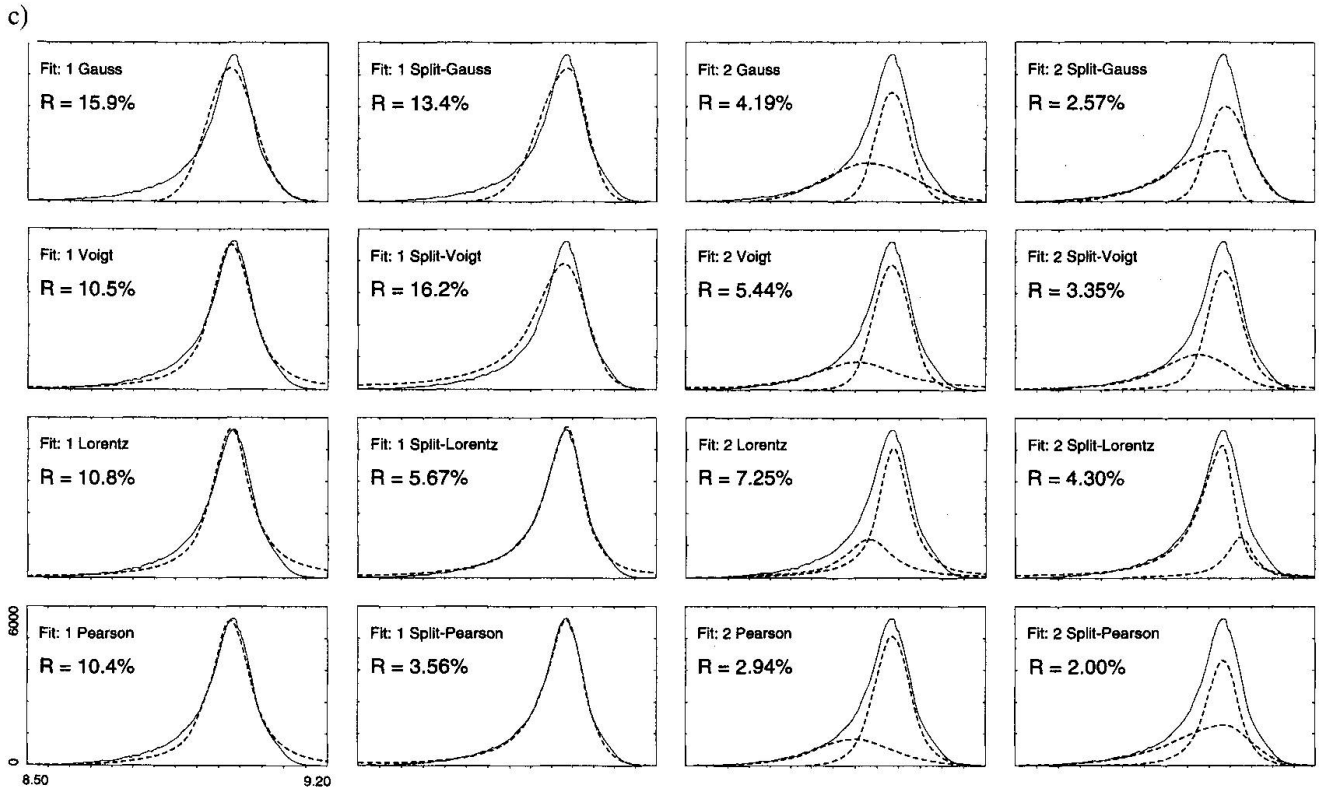 c)
Fit: 1 Gauss
R = 15.9%
Fit: 1 Split-Gauss
R = 13.4%
Fit: 2 Gauss
R = 4.19%
Fit: 2 Split-Gauss
R = 2.57%
Fit: 1 Voigt
R = 10.5%
Fit: 1 Split-Voigt
R = 16.2%
Fit: 2 Voigt
R = 5.44%
Fit: 2 Split-Voigt
R = 3.35%
Fit: 1 Lorentz
R = 10.8%
Fit: 1 Split-Lorentz
R = 5.67%
Fit: 2 Lorentz
R = 7.25%
Fit: 2 Split-Lorentz
R = 4.30%
6000
Fit: 1 Pearson
R = 10.4%
Fit: 1 Split-Pearson
R = 3.56%
Fit: 2 Pearson
R = 2.94%
Fit: 2 Split-Pearson
R = 2.00%
0
8.50
9.20